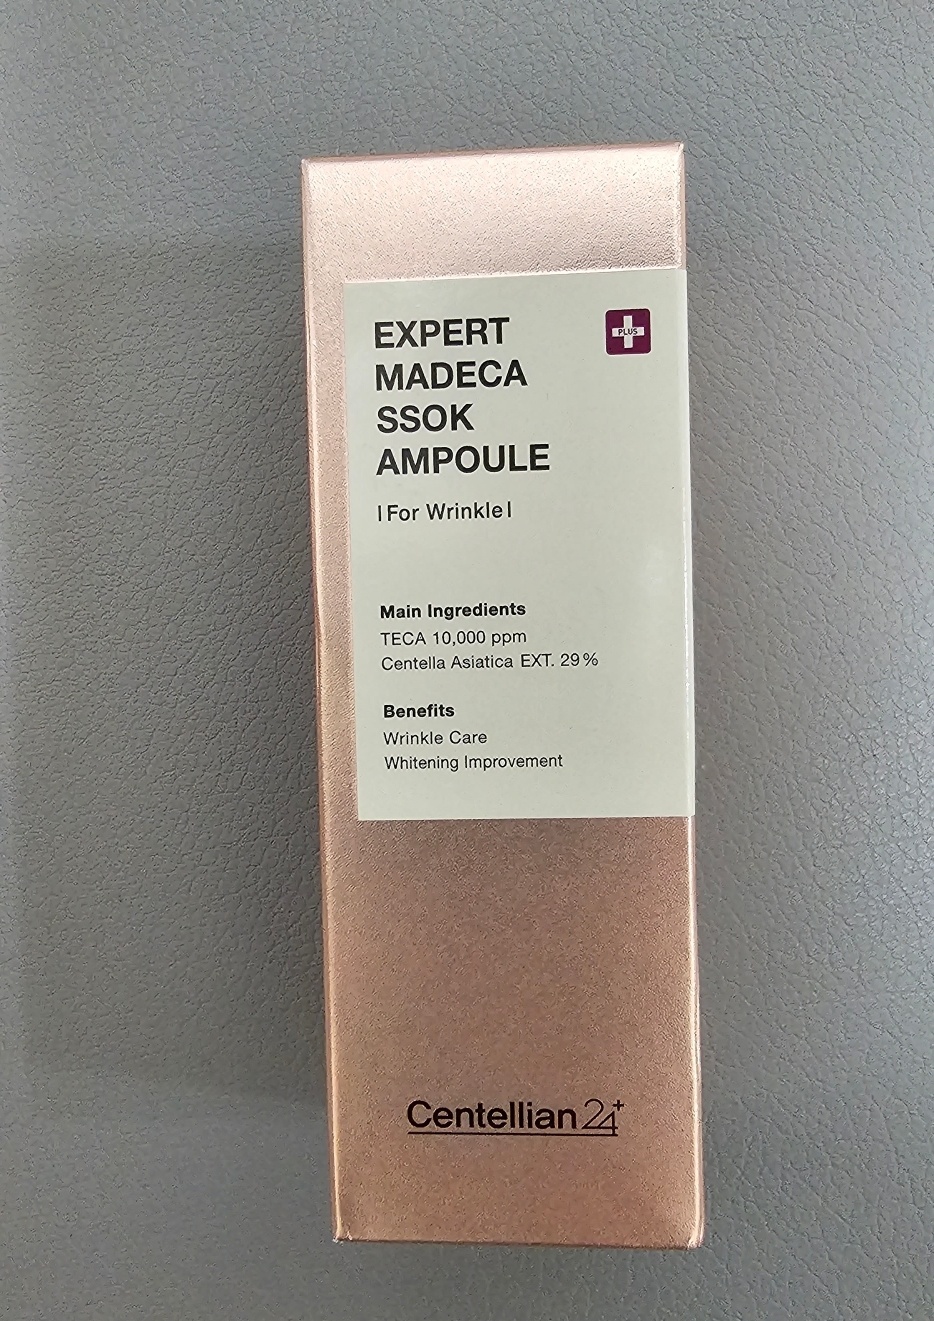 EXPERT
MADECA
SSOK
AMPOULE
PLUS
|For Wrinkle|
Main Ingredients
TECA 10,000 ppm
Centella Asiatica EXT. 29%
Benefits
Wrinkle Care
Whitening Improvement
Centellian24+